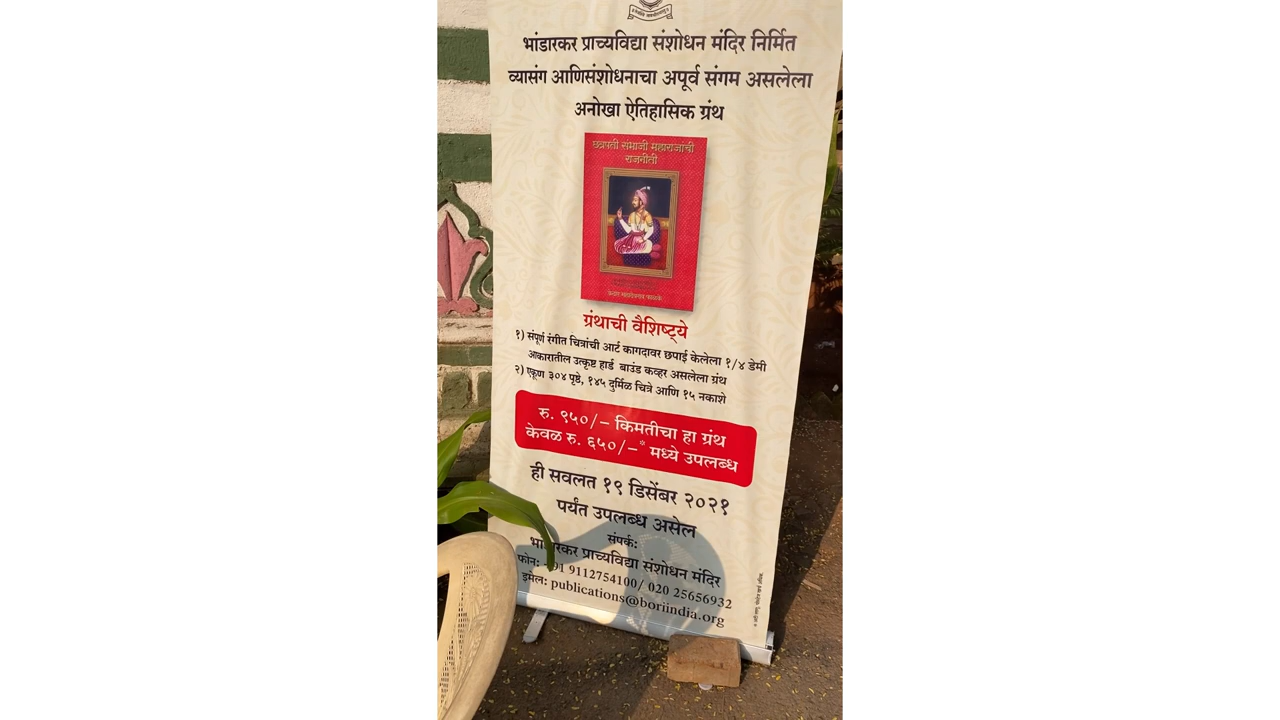 भांडारकर प्राच्यविद्या संशोधन मंदिर निर्मित
व्यासंग आणिसंशोधनाचा अपूर्व संगम असलेला
अनोखा ऐतिहासिक ग्रंथ
छत्रपती संभाजी महाराजांची
राजनीती
ग्रंथाची वैशिष्ट्ये
१) संपूर्ण रंगीत चित्रांची आर्ट कागदावर छपाई केलेला १/४ डेमी
आकारातील उत्कृष्ट हार्ड बाउंड कव्हर असलेला ग्रंथ
२) एकूण ३०४ पृष्ठे, १४५ दुर्मिळ चित्रे आणि १५ नकाशे
रु. ९५०/– किमतीचा हा ग्रंथ
केवळ रु. ६५०/–* मध्ये उपलब्ध
ही सवलत १९ डिसेंबर २०२१
पर्यंत उपलब्ध असेल
संपर्क:
भांडारकर प्राच्यविद्या संशोधन मंदिर
फोन: +91 9112754100/ 020 25656932
इमेल: publications@boriindia.org